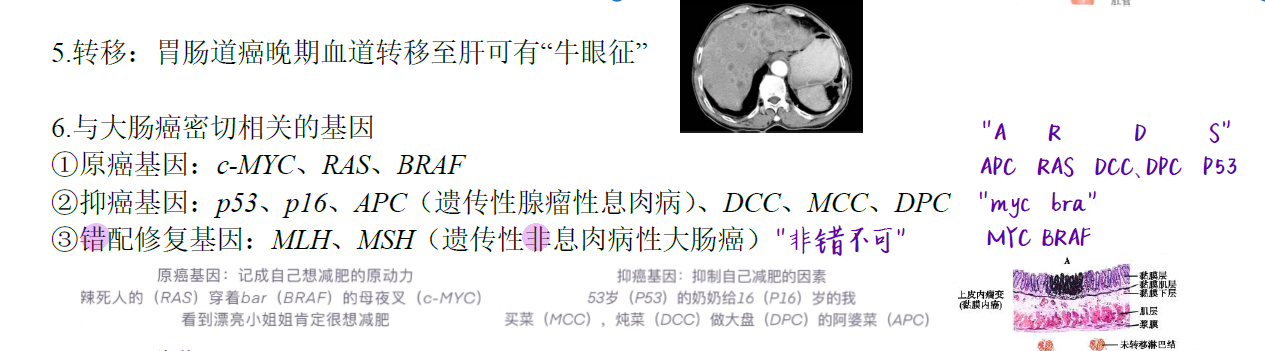 5.转移：胃肠道癌晚期血道转移至肝可有“牛眼征”
6.与大肠癌密切相关的基因
①原癌基因：c-MYC、RAS、BRAF
②抑癌基因：p53、p16、APC（遗传性腺瘤性息肉病）、DCC、MCC、DPC
③错配修复基因：MLH、MSH（遗传性非息肉病性大肠癌）"非错不可"
"A R D S"
APC RAS DCC、DPC P53
"myc bra"
MYC BRAF
原癌基因：记成自己想减肥的原动力
辣死人的（RAS）穿着bar（BRAF）的母夜叉（c-MYC）
看到漂亮小姐姐肯定很想减肥
抑癌基因：抑制自己减肥的因素
53岁（P53）的奶奶给16（P16）岁的我
买菜（MCC），炖菜（DCC）做大盘（DPC）的阿婆菜（APC）
A
上皮内瘤变
（黏膜内癌）
黏膜层
黏膜肌层
黏膜下层
肌层
浆膜
未转移淋巴结